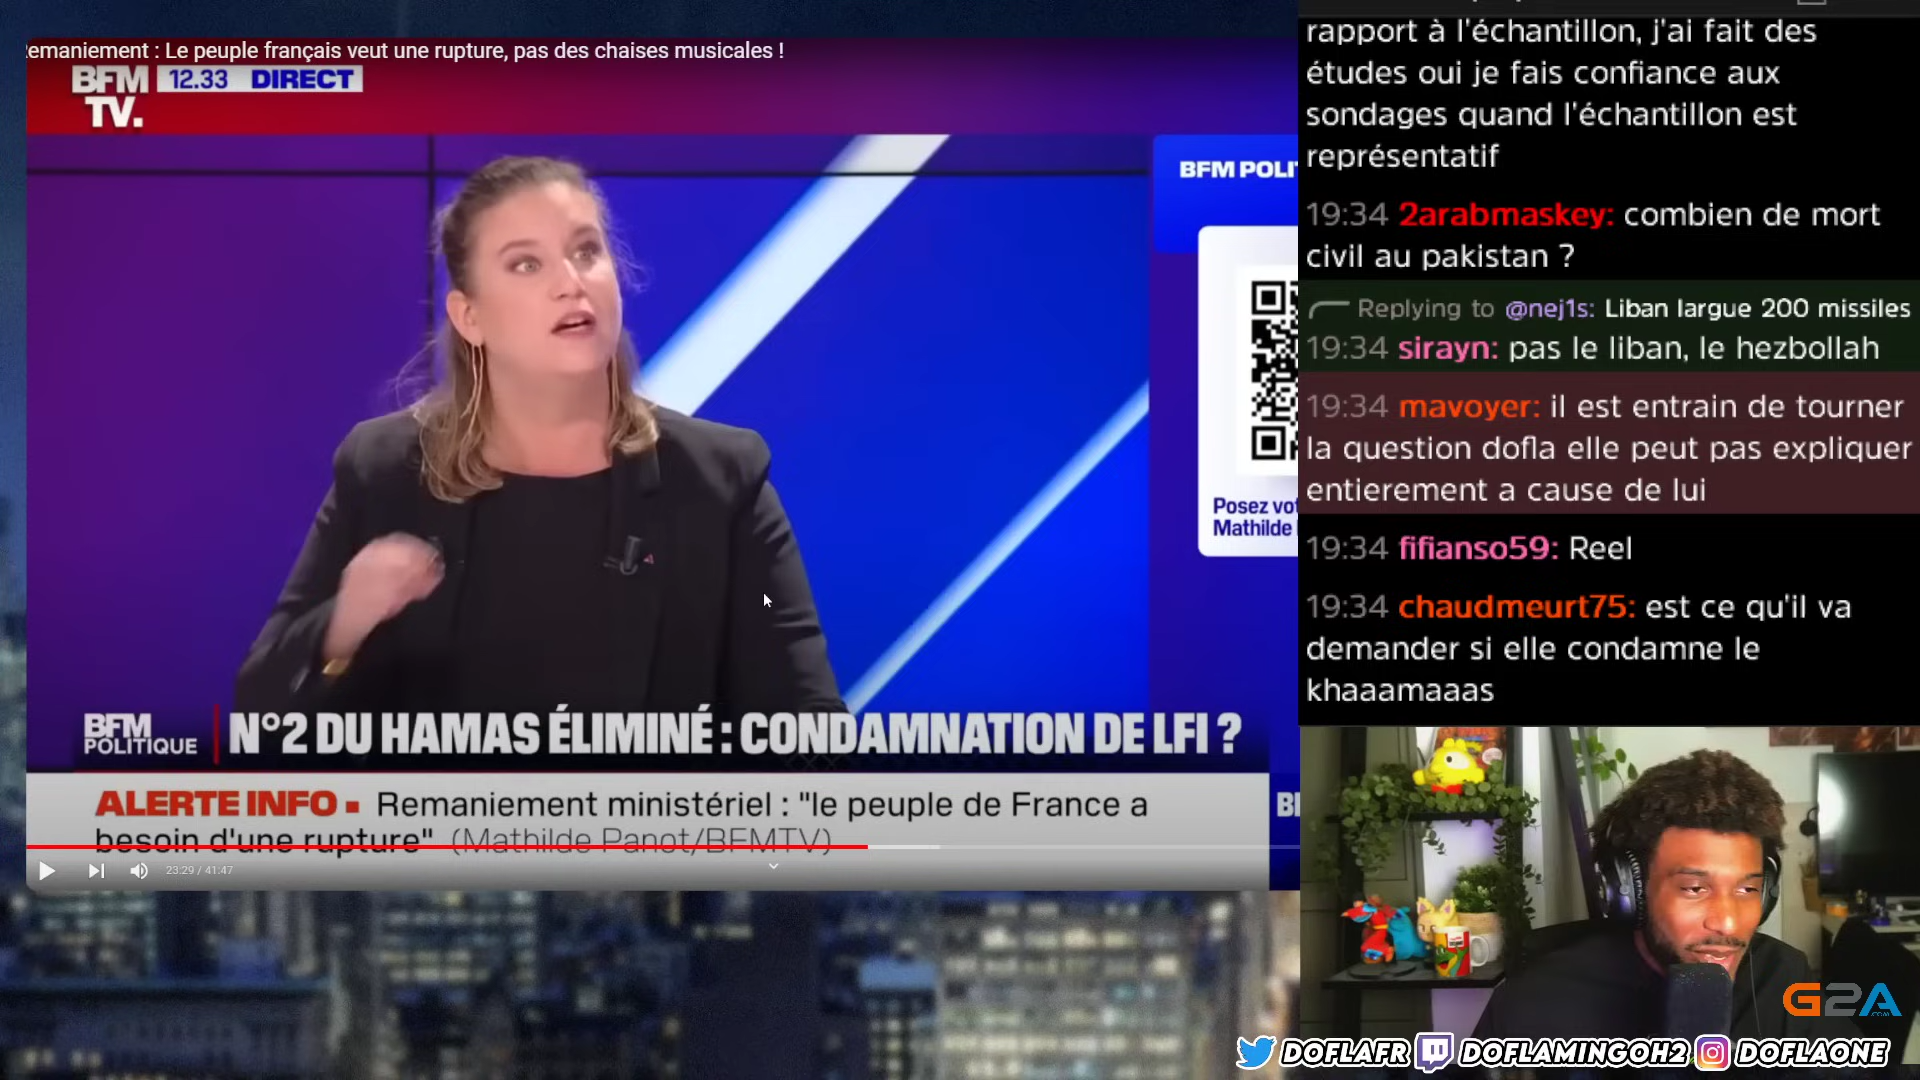 emaniement : Le peuple français veut une rupture, pas des chaises musicales !
BFM
TV.
12.33 DIRECT
BFM POLI
Posez vot
Mathilde
BFM
POLITIQUE
N°2 DU HAMAS ÉLIMINÉ : CONDAMNATION DE LFI ?
ALERTE INFO ▪ Remaniement ministériel : "le peuple de France a
besoin d'une rupture" (Mathilde Panot/BFMTV)
23:29 / 41:47
rapport à l'échantillon, j'ai fait des
études oui je fais confiance aux
sondages quand l'échantillon est
représentatif
19:34 2arabmaskey: combien de mort
civil au pakistan ?
Replying to @nej1s: Liban largue 200 missiles
19:34 sirayn: pas le liban, le hezbollah
19:34 mavoyer: il est entrain de tourner
la question dofla elle peut pas expliquer
entierement a cause de lui
19:34 fifianso59: Reel
19:34 chaudmeurt75: est ce qu'il va
demander si elle condamne le
khaaamaaas
G2A
.COM
DOFLAFR DOFLAMINGOH2 DOFLAONE